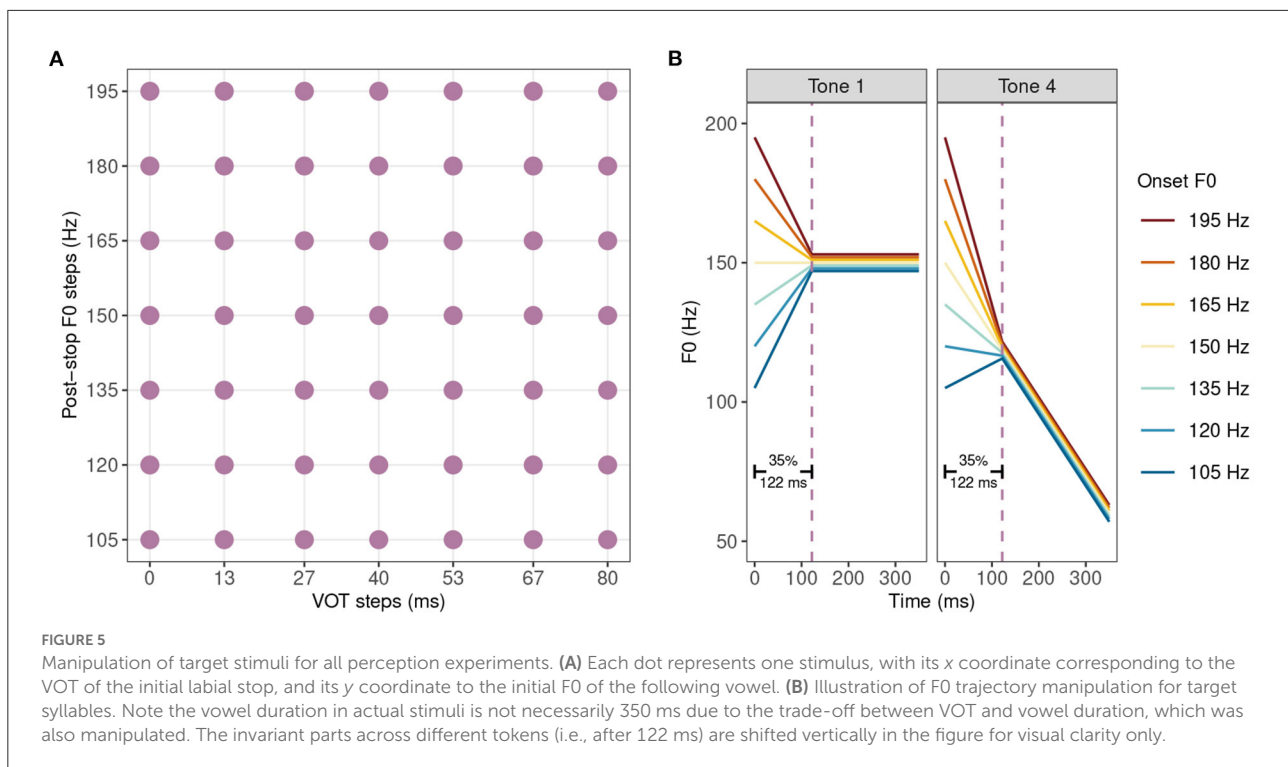 A
195
180
165
150
135
120
105
Post-stop F0 steps (Hz)
0 13 27 40 53 67 80
VOT steps (ms)
B
Tone 1 Tone 4
200
150
100
50
F0 (Hz)
35%
122 ms
35%
122 ms
0 100 200 300 0 100 200 300
Time (ms)
Onset F0
195 Hz
180 Hz
165 Hz
150 Hz
135 Hz
120 Hz
105 Hz
FIGURE 5
Manipulation of target stimuli for all perception experiments. (A) Each dot represents one stimulus, with its x coordinate corresponding to the
VOT of the initial labial stop, and its y coordinate to the initial F0 of the following vowel. (B) Illustration of F0 trajectory manipulation for target
syllables. Note the vowel duration in actual stimuli is not necessarily 350 ms due to the trade-off between VOT and vowel duration, which was
also manipulated. The invariant parts across different tokens (i.e., after 122 ms) are shifted vertically in the figure for visual clarity only.